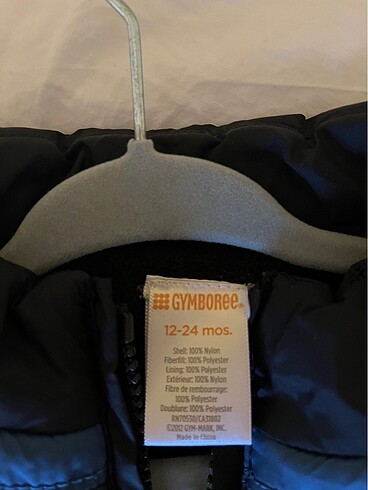 GYMBOREE
12-24 mos.
Shell: 100% Nylon
Fiberfill: 100% Polyester
Lining: 100% Polyester
Extérieur: 100% Nylon
Fibre de rembourrage:
100% Polyester
Doublure: 100% Polyester
RN70530/CA31802
©2012 GYM-MARK, INC.
Made in China